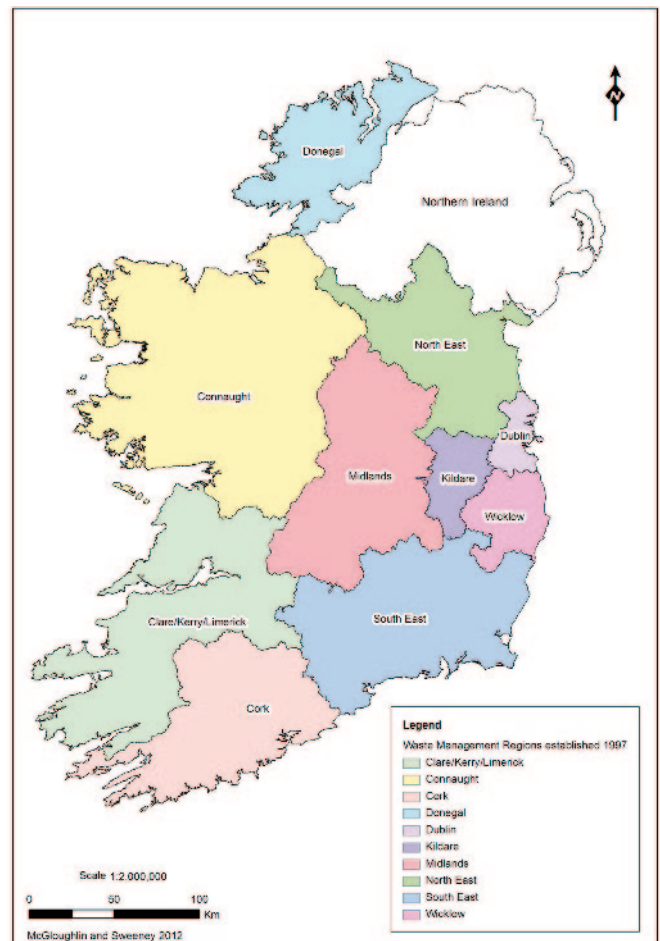 N
Donegal
Northern Ireland
North East
Connaught
Dublin
Midlands
Kildare
Wicklow
South East
Clare/Kerry/Limerick
Cork
Legend
Waste Management Regions established 1997
Clare/Kerry/Limerick
Connaught
Cork
Donegal
Dublin
Kildare
Midlands
North East
South East
Wicklow
Scale 1:2,000,000
0 50 100
Km
McGloughlin and Sweeney 2012